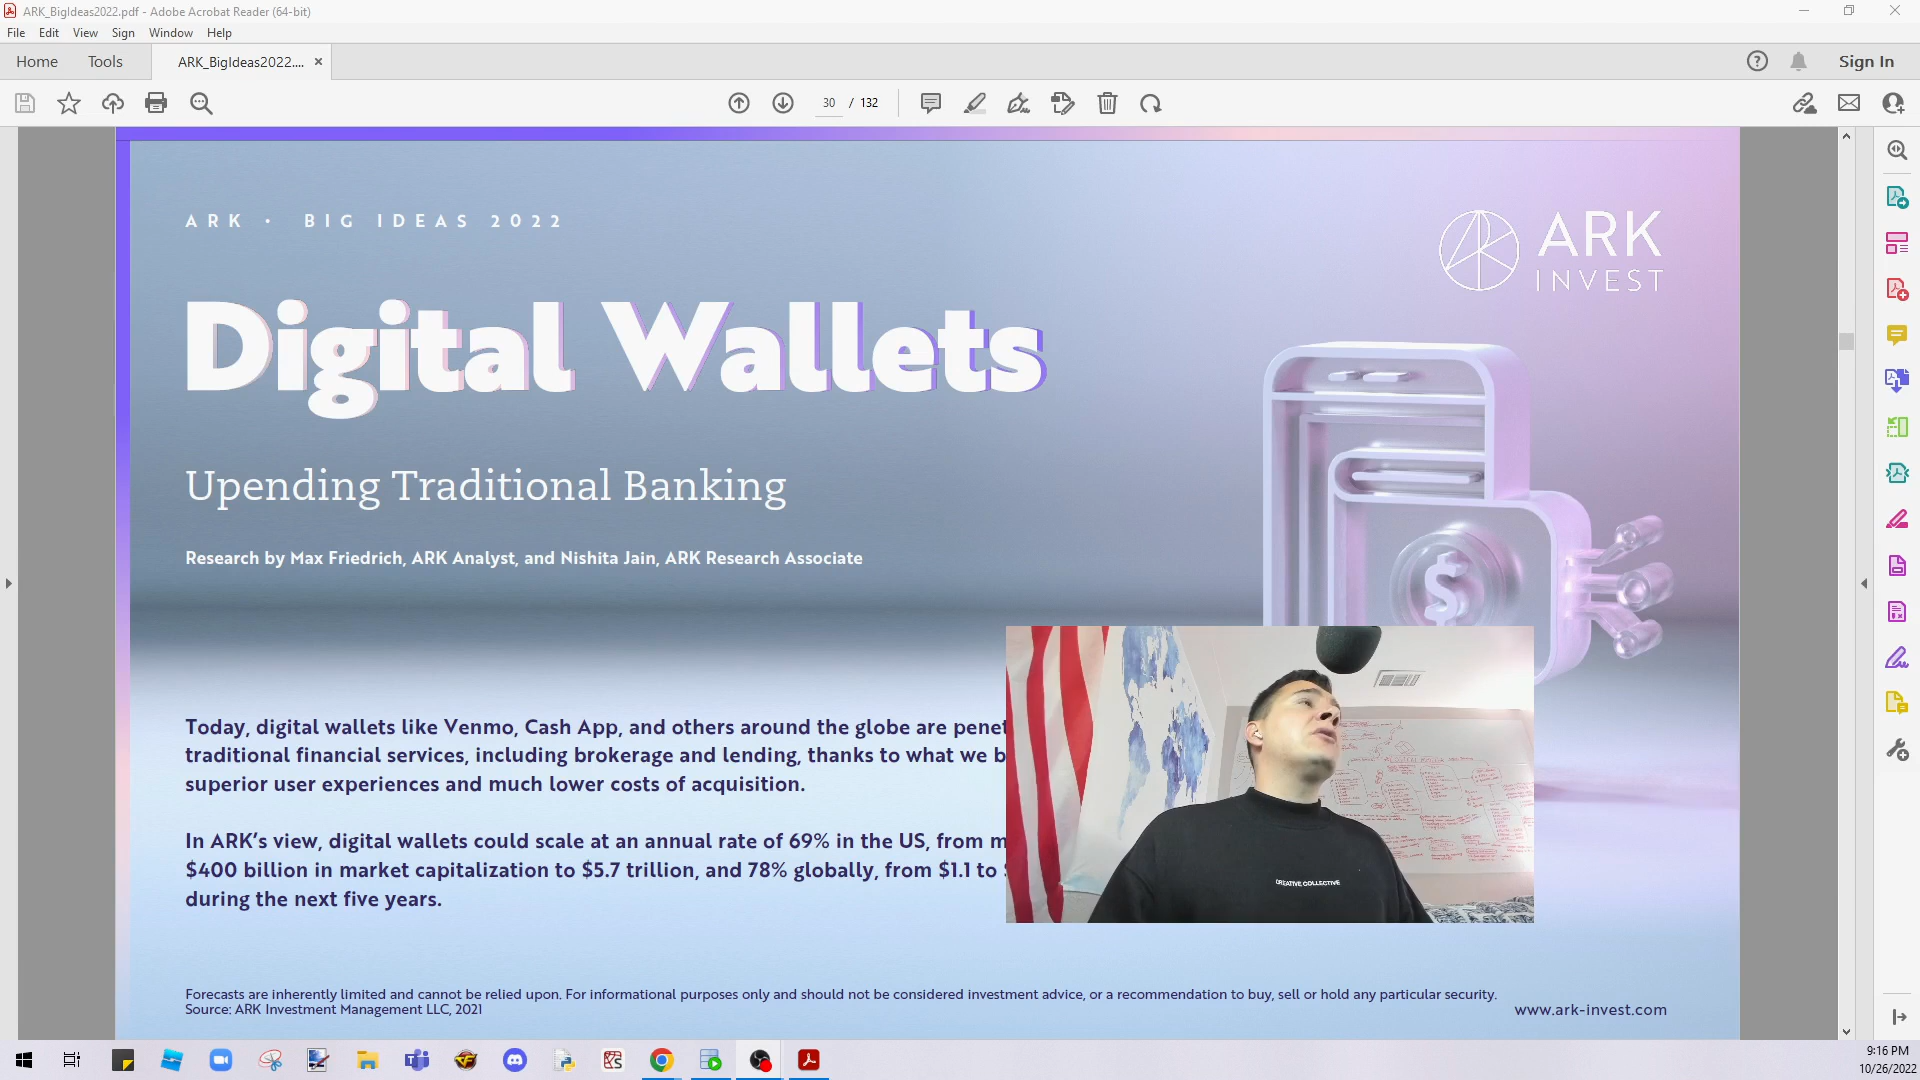 ARK_BigIdeas2022.pdf - Adobe Acrobat Reader (64-bit)
File Edit View Sign Window Help
Home Tools ARK_BigIdeas2022.... × Sign In
30 / 132
ARK • BIG IDEAS 2022
ARK
INVEST
Digital Wallets
Upending Traditional Banking
Research by Max Friedrich, ARK Analyst, and Nishita Jain, ARK Research Associate
$
Today, digital wallets like Venmo, Cash App, and others around the globe are
traditional financial services, including brokerage and lending, thanks to what we
superior user experiences and much lower costs of acquisition.
In ARK's view, digital wallets could scale at an annual rate of 69% in the US, from
$400 billion in market capitalization to $5.7 trillion, and 78% globally, from $1.1 to
during the next five years.
CREATIVE COLLECTIVE
Forecasts are inherently limited and cannot be relied upon. For informational purposes only and should not be considered investment advice, or a recommendation to buy, sell or hold any particular security.
Source: ARK Investment Management LLC, 2021
www.ark-invest.com
9:16 PM
10/26/2022